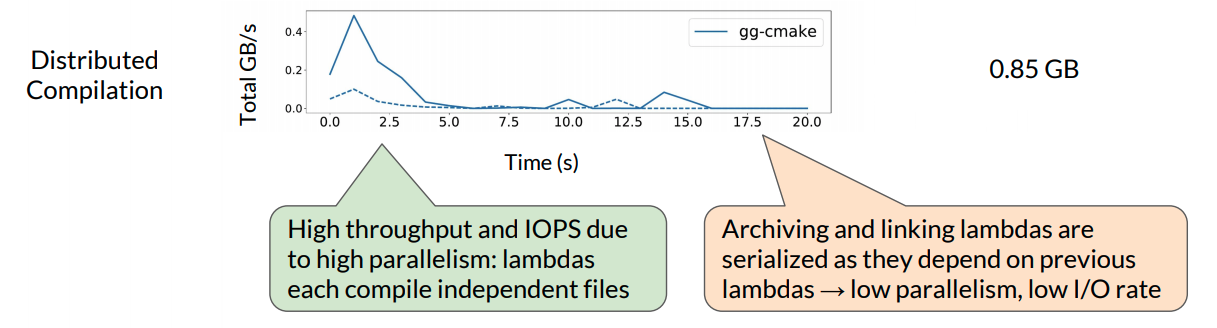 Distributed
Compilation
Total GB/s
0.4
0.2
0.0
gg-cmake
0.0 2.5 5.0 7.5 10.0 12.5 15.0 17.5 20.0
Time (s)
0.85 GB
High throughput and IOPS due
to high parallelism: lambdas
each compile independent files
Archiving and linking lambdas are
serialized as they depend on previous
lambdas → low parallelism, low I/O rate